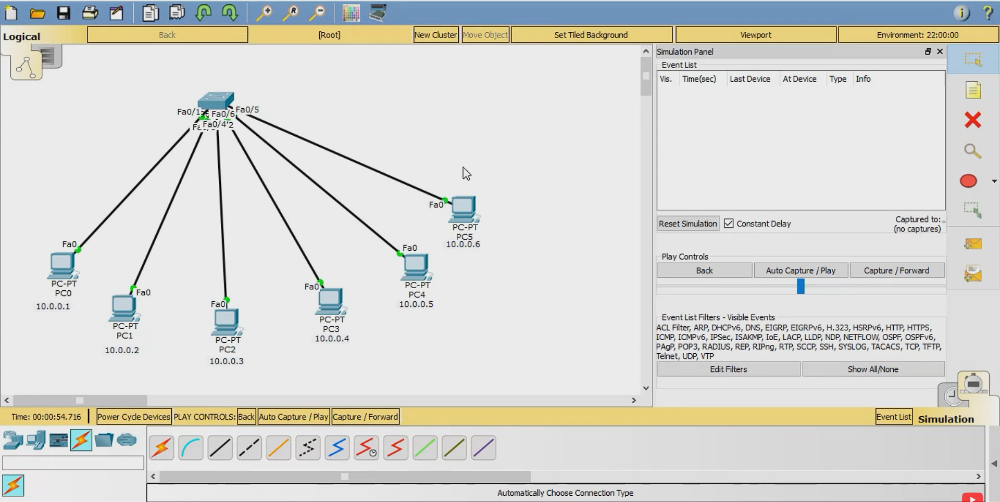 Logical
Back
[Root]
New Cluster
Move Object
Set Tiled Background
Viewport
Environment: 22:00:00
Simulation Panel
Event List
Vis. Time(sec) Last Device At Device Type Info
Fa0/1
Fa0/6
Fa0/5
Fa0/4
Fa0
PC-PT
PC5
10.0.0.6
Fa0
PC-PT
PC0
10.0.0.1
Fa0
PC-PT
PC4
10.0.0.5
Fa0
PC-PT
PC1
10.0.0.2
Fa0
PC-PT
PC2
10.0.0.3
Fa0
PC-PT
PC3
10.0.0.4
Reset Simulation
Constant Delay
Captured to:
(no captures)
Play Controls
Back
Auto Capture / Play
Capture / Forward
Event List Filters - Visible Events
ACL Filter, ARP, DHCPv6, DNS, EIGRP, EIGRPv6, H.323, HSRPv6, HTTP, HTTPS,
ICMP, ICMPv6, IPSec, ISAKMP, IoE, LACP, LLDP, NDP, NETFLOW, OSPF, OSPFv6,
PAgP, POP3, RADIUS, REP, RIPng, RTP, SCCP, SSH, SYSLOG, TACACS, TCP, TFTP,
Telnet, UDP, VTP
Edit Filters
Show All/None
Time: 00:00:54.716
Power Cycle Devices
PLAY CONTROLS:
Back
Auto Capture / Play
Capture / Forward
Event List
Simulation
Automatically Choose Connection Type